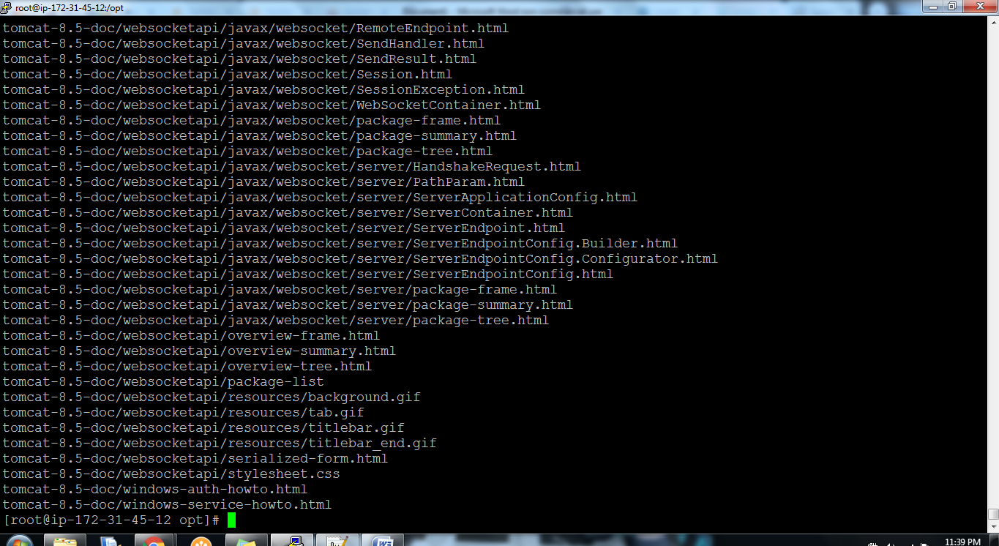 root@ip-172-31-45-12:/opt
tomcat-8.5-doc/websocketapi/javax/websocket/RemoteEndpoint.html
tomcat-8.5-doc/websocketapi/javax/websocket/SendHandler.html
tomcat-8.5-doc/websocketapi/javax/websocket/SendResult.html
tomcat-8.5-doc/websocketapi/javax/websocket/Session.html
tomcat-8.5-doc/websocketapi/javax/websocket/SessionException.html
tomcat-8.5-doc/websocketapi/javax/websocket/WebSocketContainer.html
tomcat-8.5-doc/websocketapi/javax/websocket/package-frame.html
tomcat-8.5-doc/websocketapi/javax/websocket/package-summary.html
tomcat-8.5-doc/websocketapi/javax/websocket/package-tree.html
tomcat-8.5-doc/websocketapi/javax/websocket/server/HandshakeRequest.html
tomcat-8.5-doc/websocketapi/javax/websocket/server/PathParam.html
tomcat-8.5-doc/websocketapi/javax/websocket/server/ServerApplicationConfig.html
tomcat-8.5-doc/websocketapi/javax/websocket/server/ServerContainer.html
tomcat-8.5-doc/websocketapi/javax/websocket/server/ServerEndpoint.html
tomcat-8.5-doc/websocketapi/javax/websocket/server/ServerEndpointConfig.Builder.html
tomcat-8.5-doc/websocketapi/javax/websocket/server/ServerEndpointConfig.Configurator.html
tomcat-8.5-doc/websocketapi/javax/websocket/server/ServerEndpointConfig.html
tomcat-8.5-doc/websocketapi/javax/websocket/server/package-frame.html
tomcat-8.5-doc/websocketapi/javax/websocket/server/package-summary.html
tomcat-8.5-doc/websocketapi/javax/websocket/server/package-tree.html
tomcat-8.5-doc/websocketapi/overview-frame.html
tomcat-8.5-doc/websocketapi/overview-summary.html
tomcat-8.5-doc/websocketapi/overview-tree.html
tomcat-8.5-doc/websocketapi/package-list
tomcat-8.5-doc/websocketapi/resources/background.gif
tomcat-8.5-doc/websocketapi/resources/tab.gif
tomcat-8.5-doc/websocketapi/resources/titlebar.gif
tomcat-8.5-doc/websocketapi/resources/titlebar_end.gif
tomcat-8.5-doc/websocketapi/serialized-form.html
tomcat-8.5-doc/websocketapi/stylesheet.css
tomcat-8.5-doc/windows-auth-howto.html
tomcat-8.5-doc/windows-service-howto.html
[root@ip-172-31-45-12 opt]#
11:39 PM